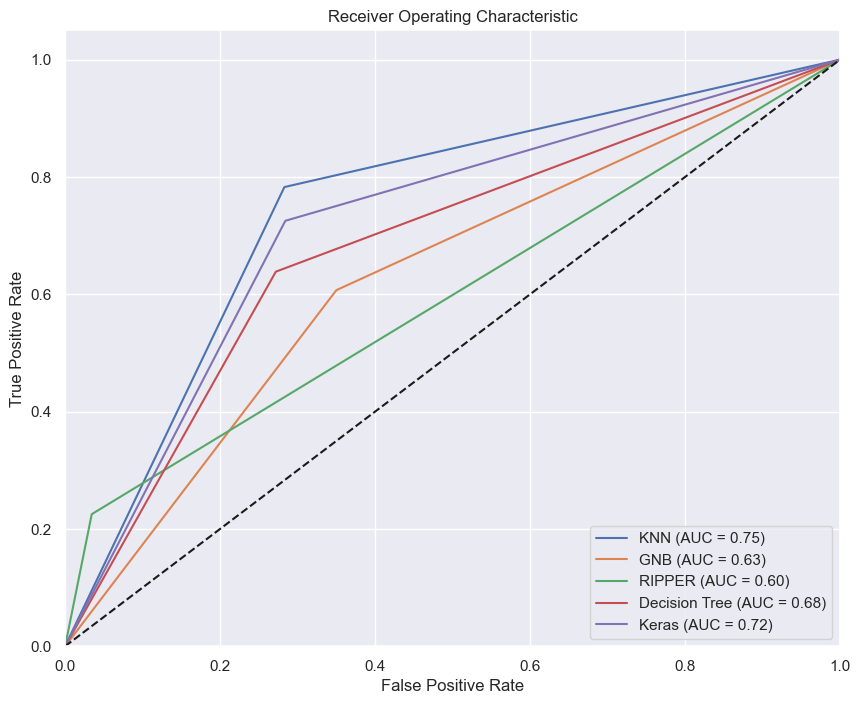 Receiver Operating Characteristic
1.0
0.8
0.6
0.4
0.2
0.0
True Positive Rate
KNN (AUC = 0.75)
GNB (AUC = 0.63)
RIPPER (AUC = 0.60)
Decision Tree (AUC = 0.68)
Keras (AUC = 0.72)
0.0 0.2 0.4 0.6 0.8 1.0
False Positive Rate